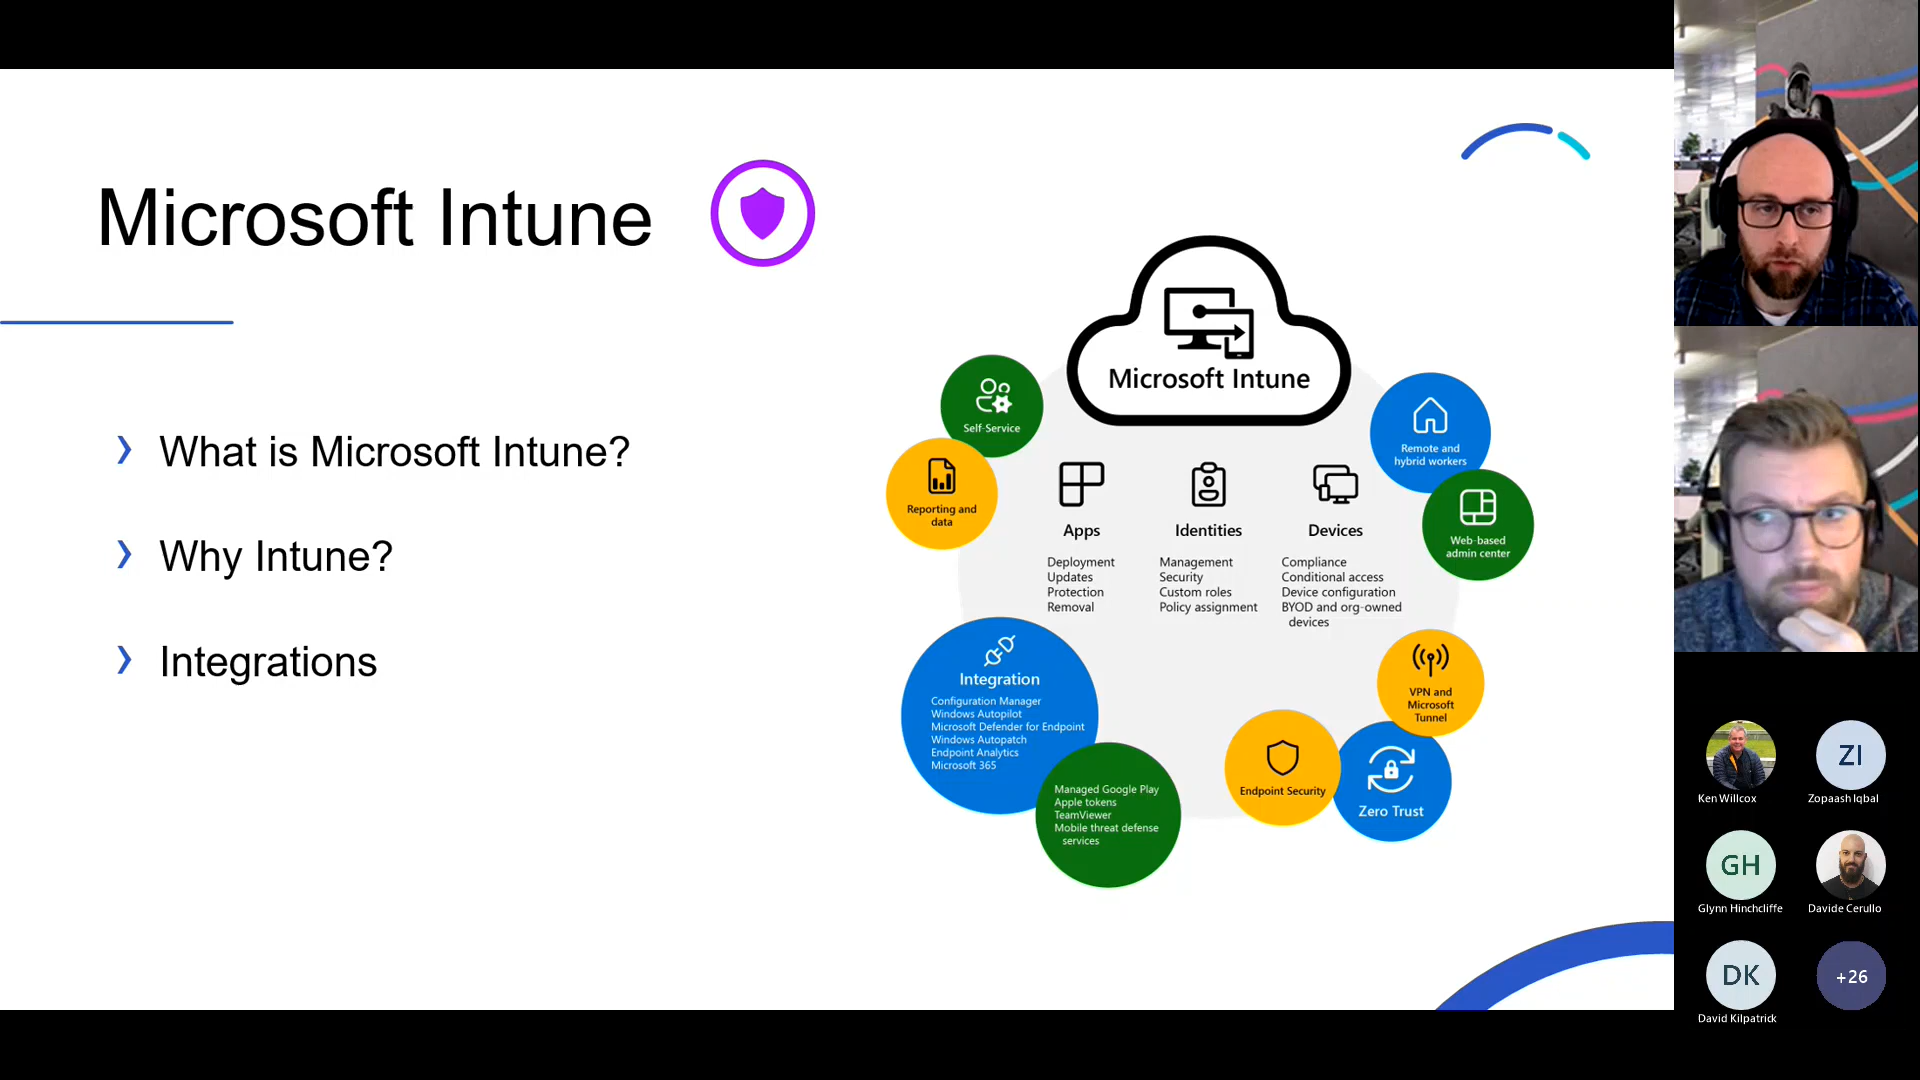 Microsoft Intune
What is Microsoft Intune?
Why Intune?
Integrations
Microsoft Intune
Self-Service
Reporting and
data
Remote and
hybrid workers
Web-based
admin center
Apps
Deployment
Updates
Protection
Removal
Identities
Management
Security
Custom roles
Policy assignment
Devices
Compliance
Conditional access
Device configuration
BYOD and org-owned
devices
Integration
Configuration Manager
Windows Autopilot
Microsoft Defender for Endpoint
Windows Autopatch
Endpoint Analytics
Microsoft 365
Managed Google Play
Apple tokens
TeamViewer
Mobile threat defense
services
Endpoint Security
Zero Trust
VPN and
Microsoft
Tunnel
Ken Willcox
ZI
Zopaash Iqbal
GH
Glynn Hinchcliffe
Davide Cerullo
DK
David Kilpatrick
+26